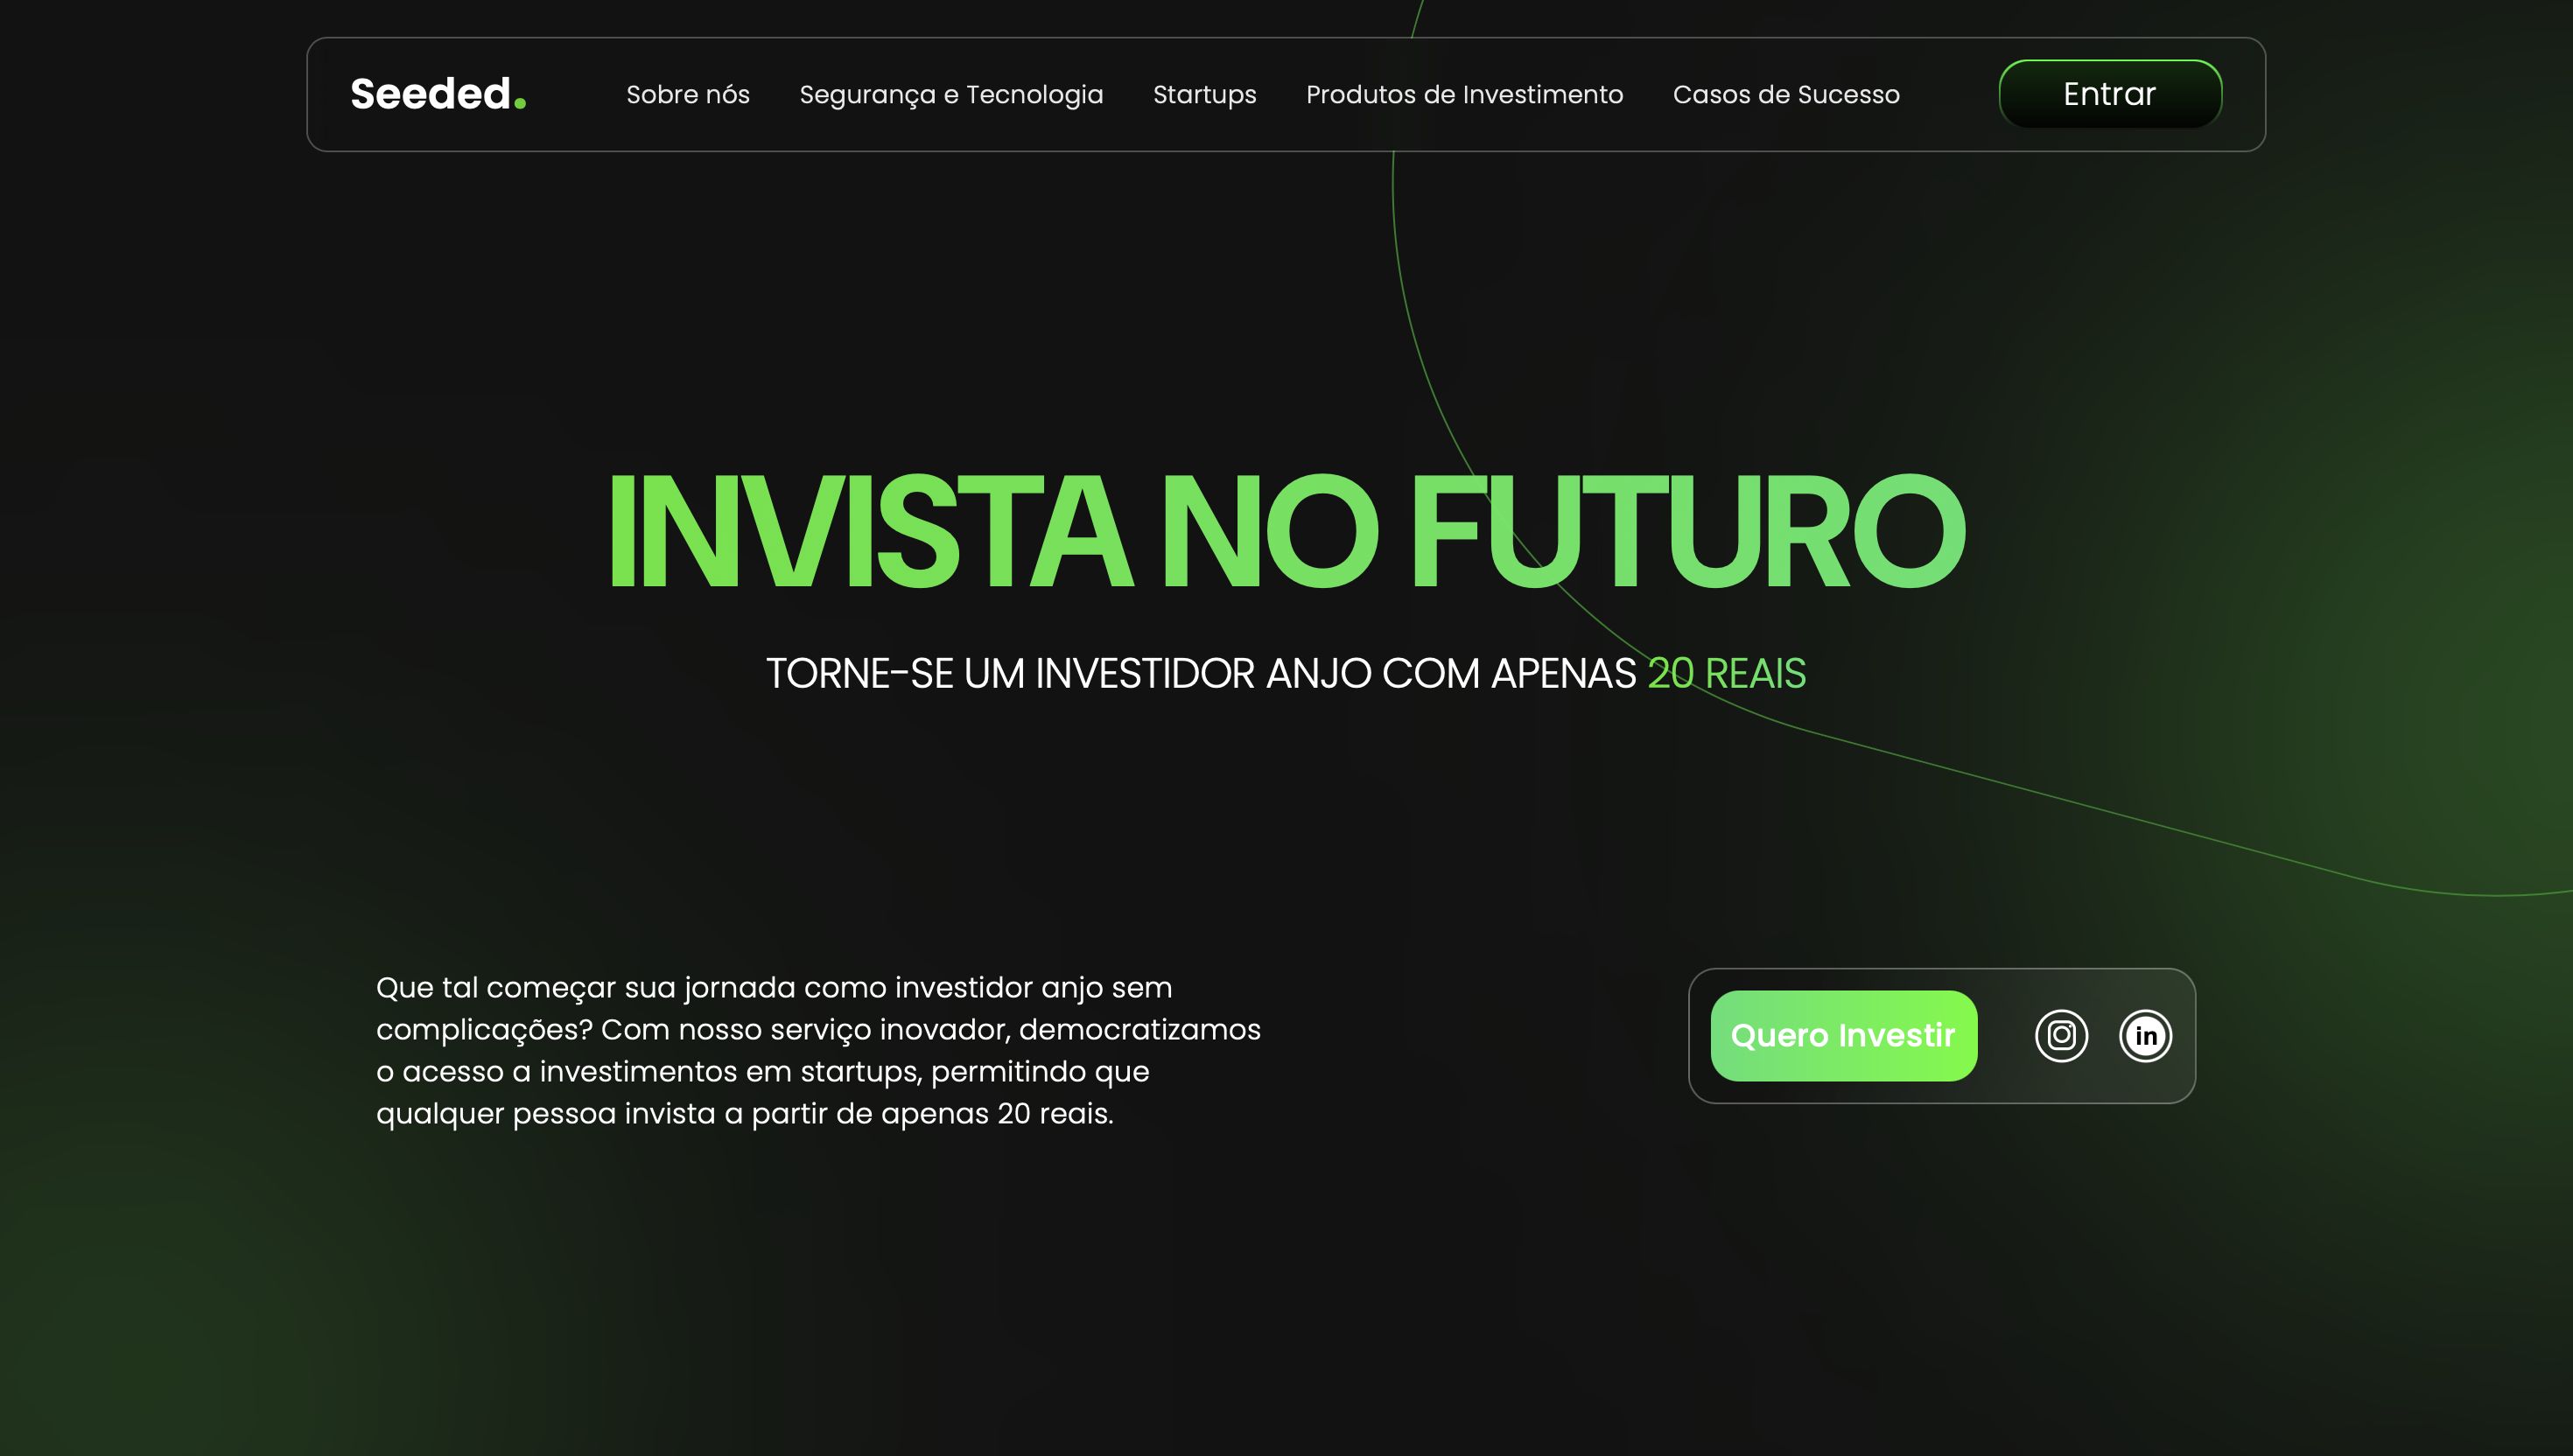 Seeded.
Sobre nós
Segurança e Tecnologia
Startups
Produtos de Investimento
Casos de Sucesso
Entrar
INVISTA NO FUTURO
TORNE-SE UM INVESTIDOR ANJO COM APENAS 20 REAIS
Que tal começar sua jornada como investidor anjo sem
complicações? Com nosso serviço inovador, democratizamos
o acesso a investimentos em startups, permitindo que
qualquer pessoa invista a partir de apenas 20 reais.
Quero Investir
in